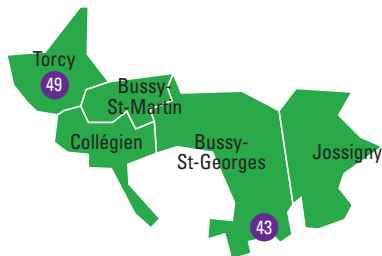 Torcy
49
Bussy-
St-Martin
Collégien
Bussy-
St-Georges
Jossigny
43